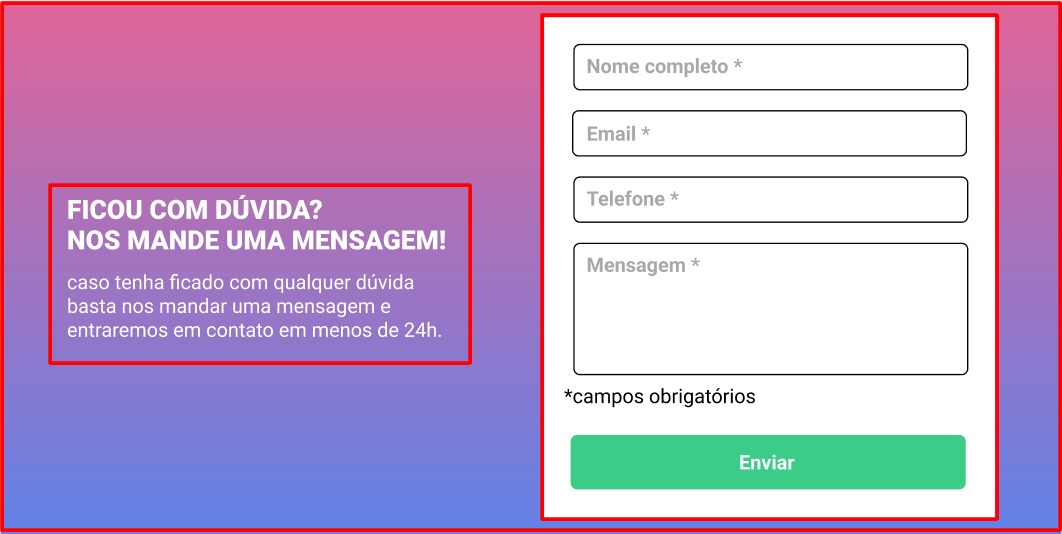 FICOU COM DÚVIDA?
NOS MANDE UMA MENSAGEM!
caso tenha ficado com qualquer dúvida
basta nos mandar uma mensagem e
entraremos em contato em menos de 24h.
Nome completo *
Email *
Telefone *
Mensagem *
*campos obrigatórios
Enviar